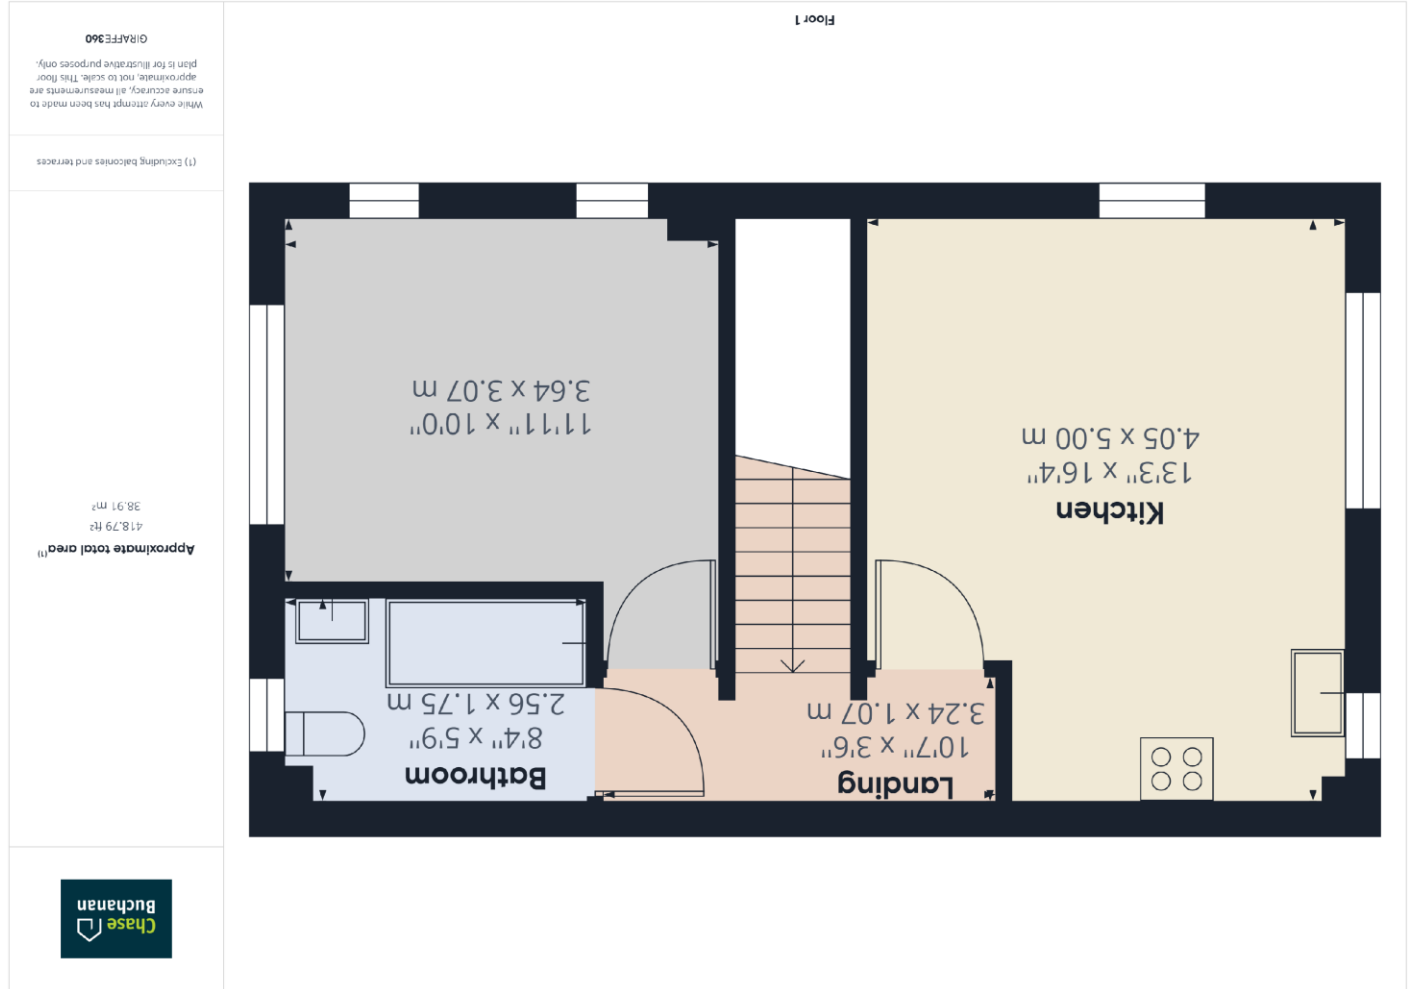 Chase
Buchanan
Approximate total area(1)
418.79 ft²
38.91 m²
(1) Excluding balconies and terraces
While every attempt has been made to
ensure accuracy, all measurements are
approximate, not to scale. This floor
plan is for illustrative purposes only.
GIRAFFE360
Landing
10'7" x 3'6"
3.24 x 1.07 m
Bathroom
8'4" x 5'9"
2.56 x 1.75 m
Kitchen
13'3" x 16'4"
4.05 x 5.00 m
11'11" x 10'0"
3.64 x 3.07 m
Floor 1